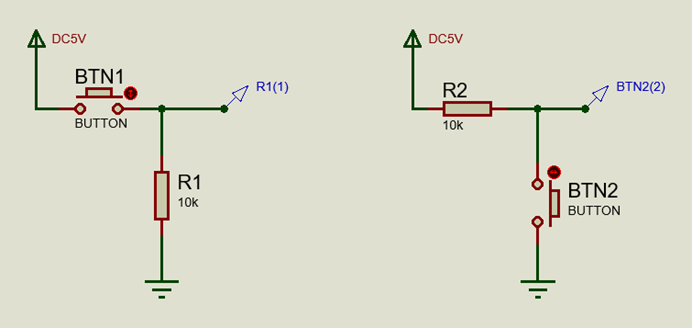 DC5V
BTN1
BUTTON
R1(1)
R1
10k
DC5V
R2
10k
BTN2(2)
BTN2
BUTTON